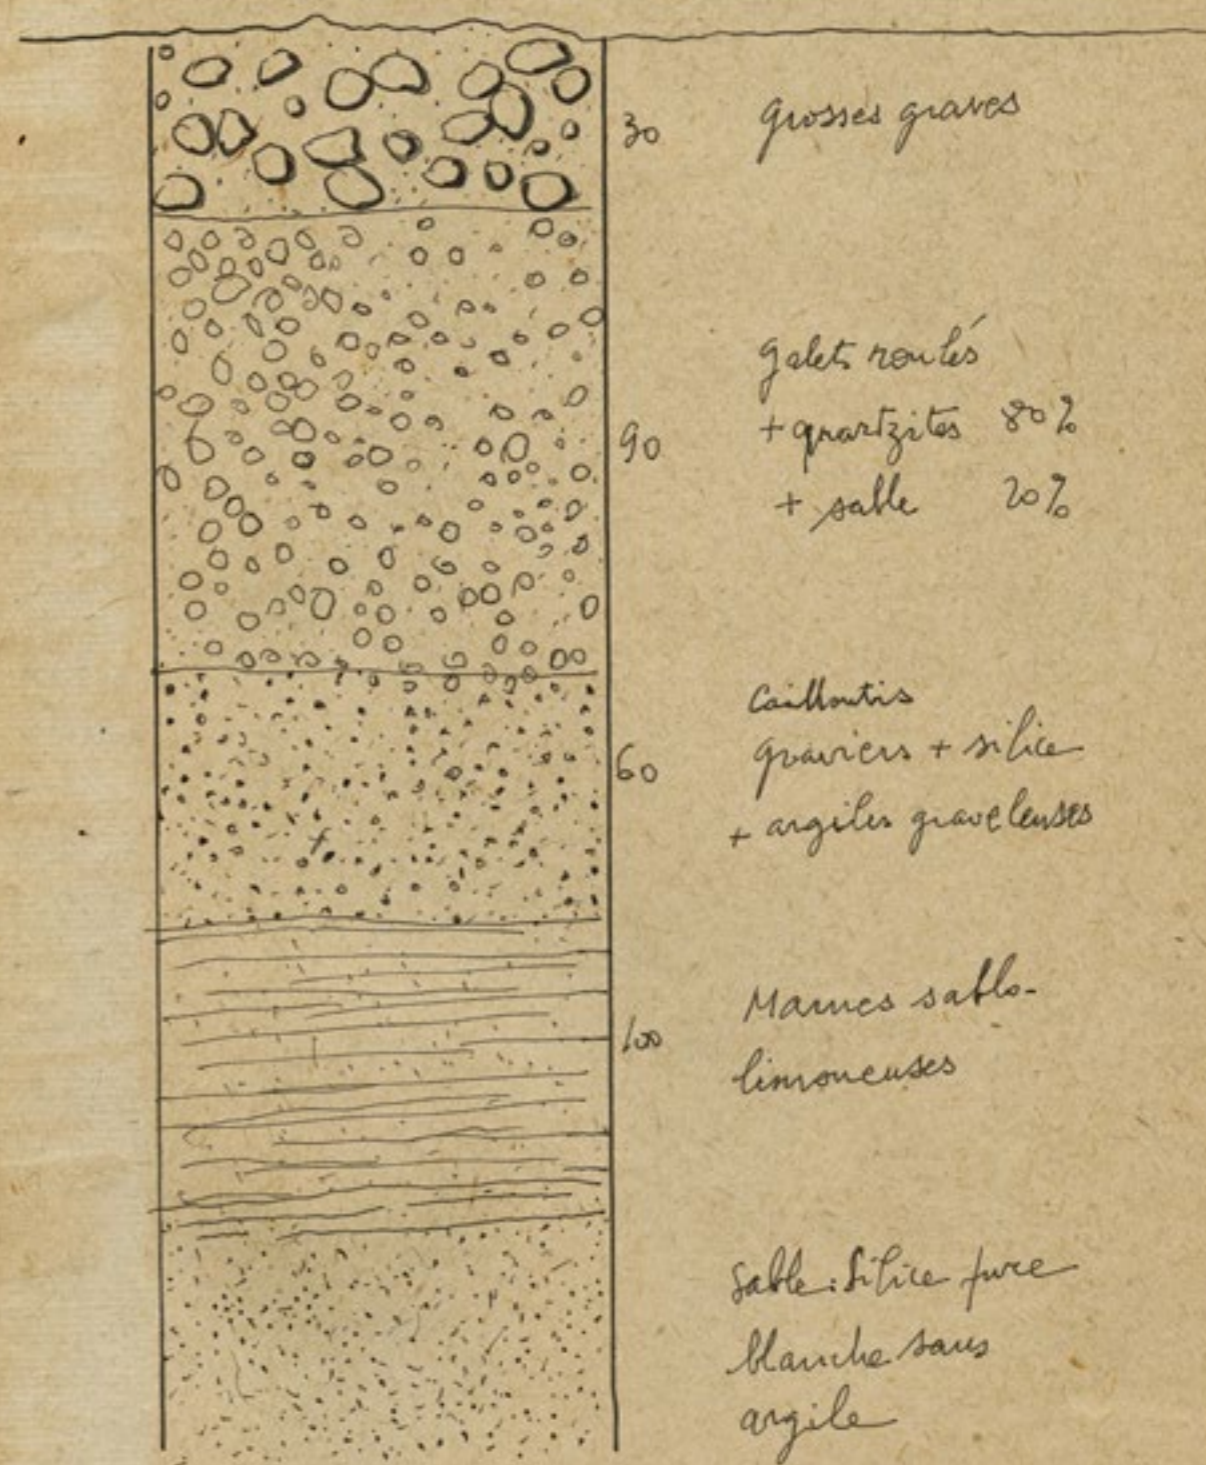 30 Grosses graves
Galets roulés
90 + quartzites 80%
+ sable 20%
Cailloutis
60 graviers + silice
+ argiles graveleuses
Marnes sablo-
100
limoneuses
Sable : Silice pure
blanche sans
argile